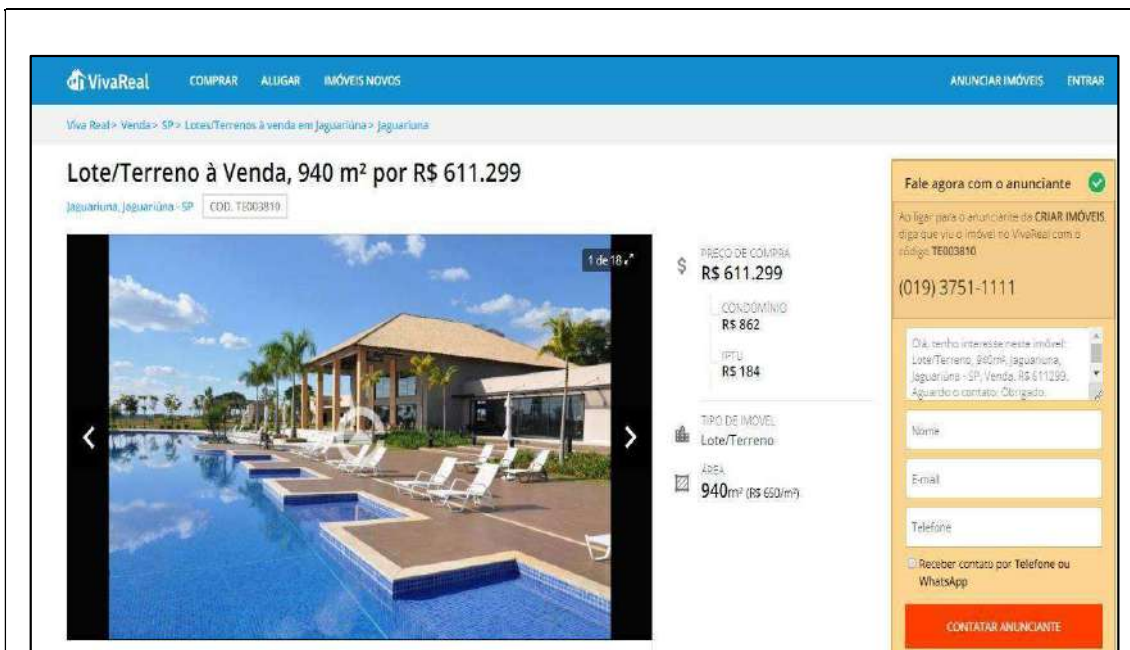 VivaReal COMPRAR ALUGAR IMÓVEIS NOVOS ANUNCIAR IMÓVEIS ENTRAR
Viva Real > Venda > SP > Lotes/Terrenos à venda em Jaguariúna > Jaguariuna
Lote/Terreno à Venda, 940 m² por R$ 611.299
Jaguariuna, Jaguariúna - SP COD. TE003810
1 de 18
PREÇO DE COMPRA
R$ 611.299
CONDOMÍNIO
R$ 862
IPTU
R$ 184
TIPO DE IMOVEL
Lote/Terreno
ÁREA
940m² (R$ 650/m²)
Fale agora com o anunciante
Ao ligar para o anunciante da CRIAR IMÓVEIS
diga que viu o imóvel no VivaReal com o
código TE003810
(019) 3751-1111
Olá, tenho interesse neste imóvel:
Lote/Terreno, 940m², Jaguariuna,
Jaguariúna - SP, Venda, R$ 611299.
Aguardo o contato. Obrigado.
Nome
E-mail
Telefone
Receber contato por Telefone ou
WhatsApp
CONTATAR ANUNCIANTE